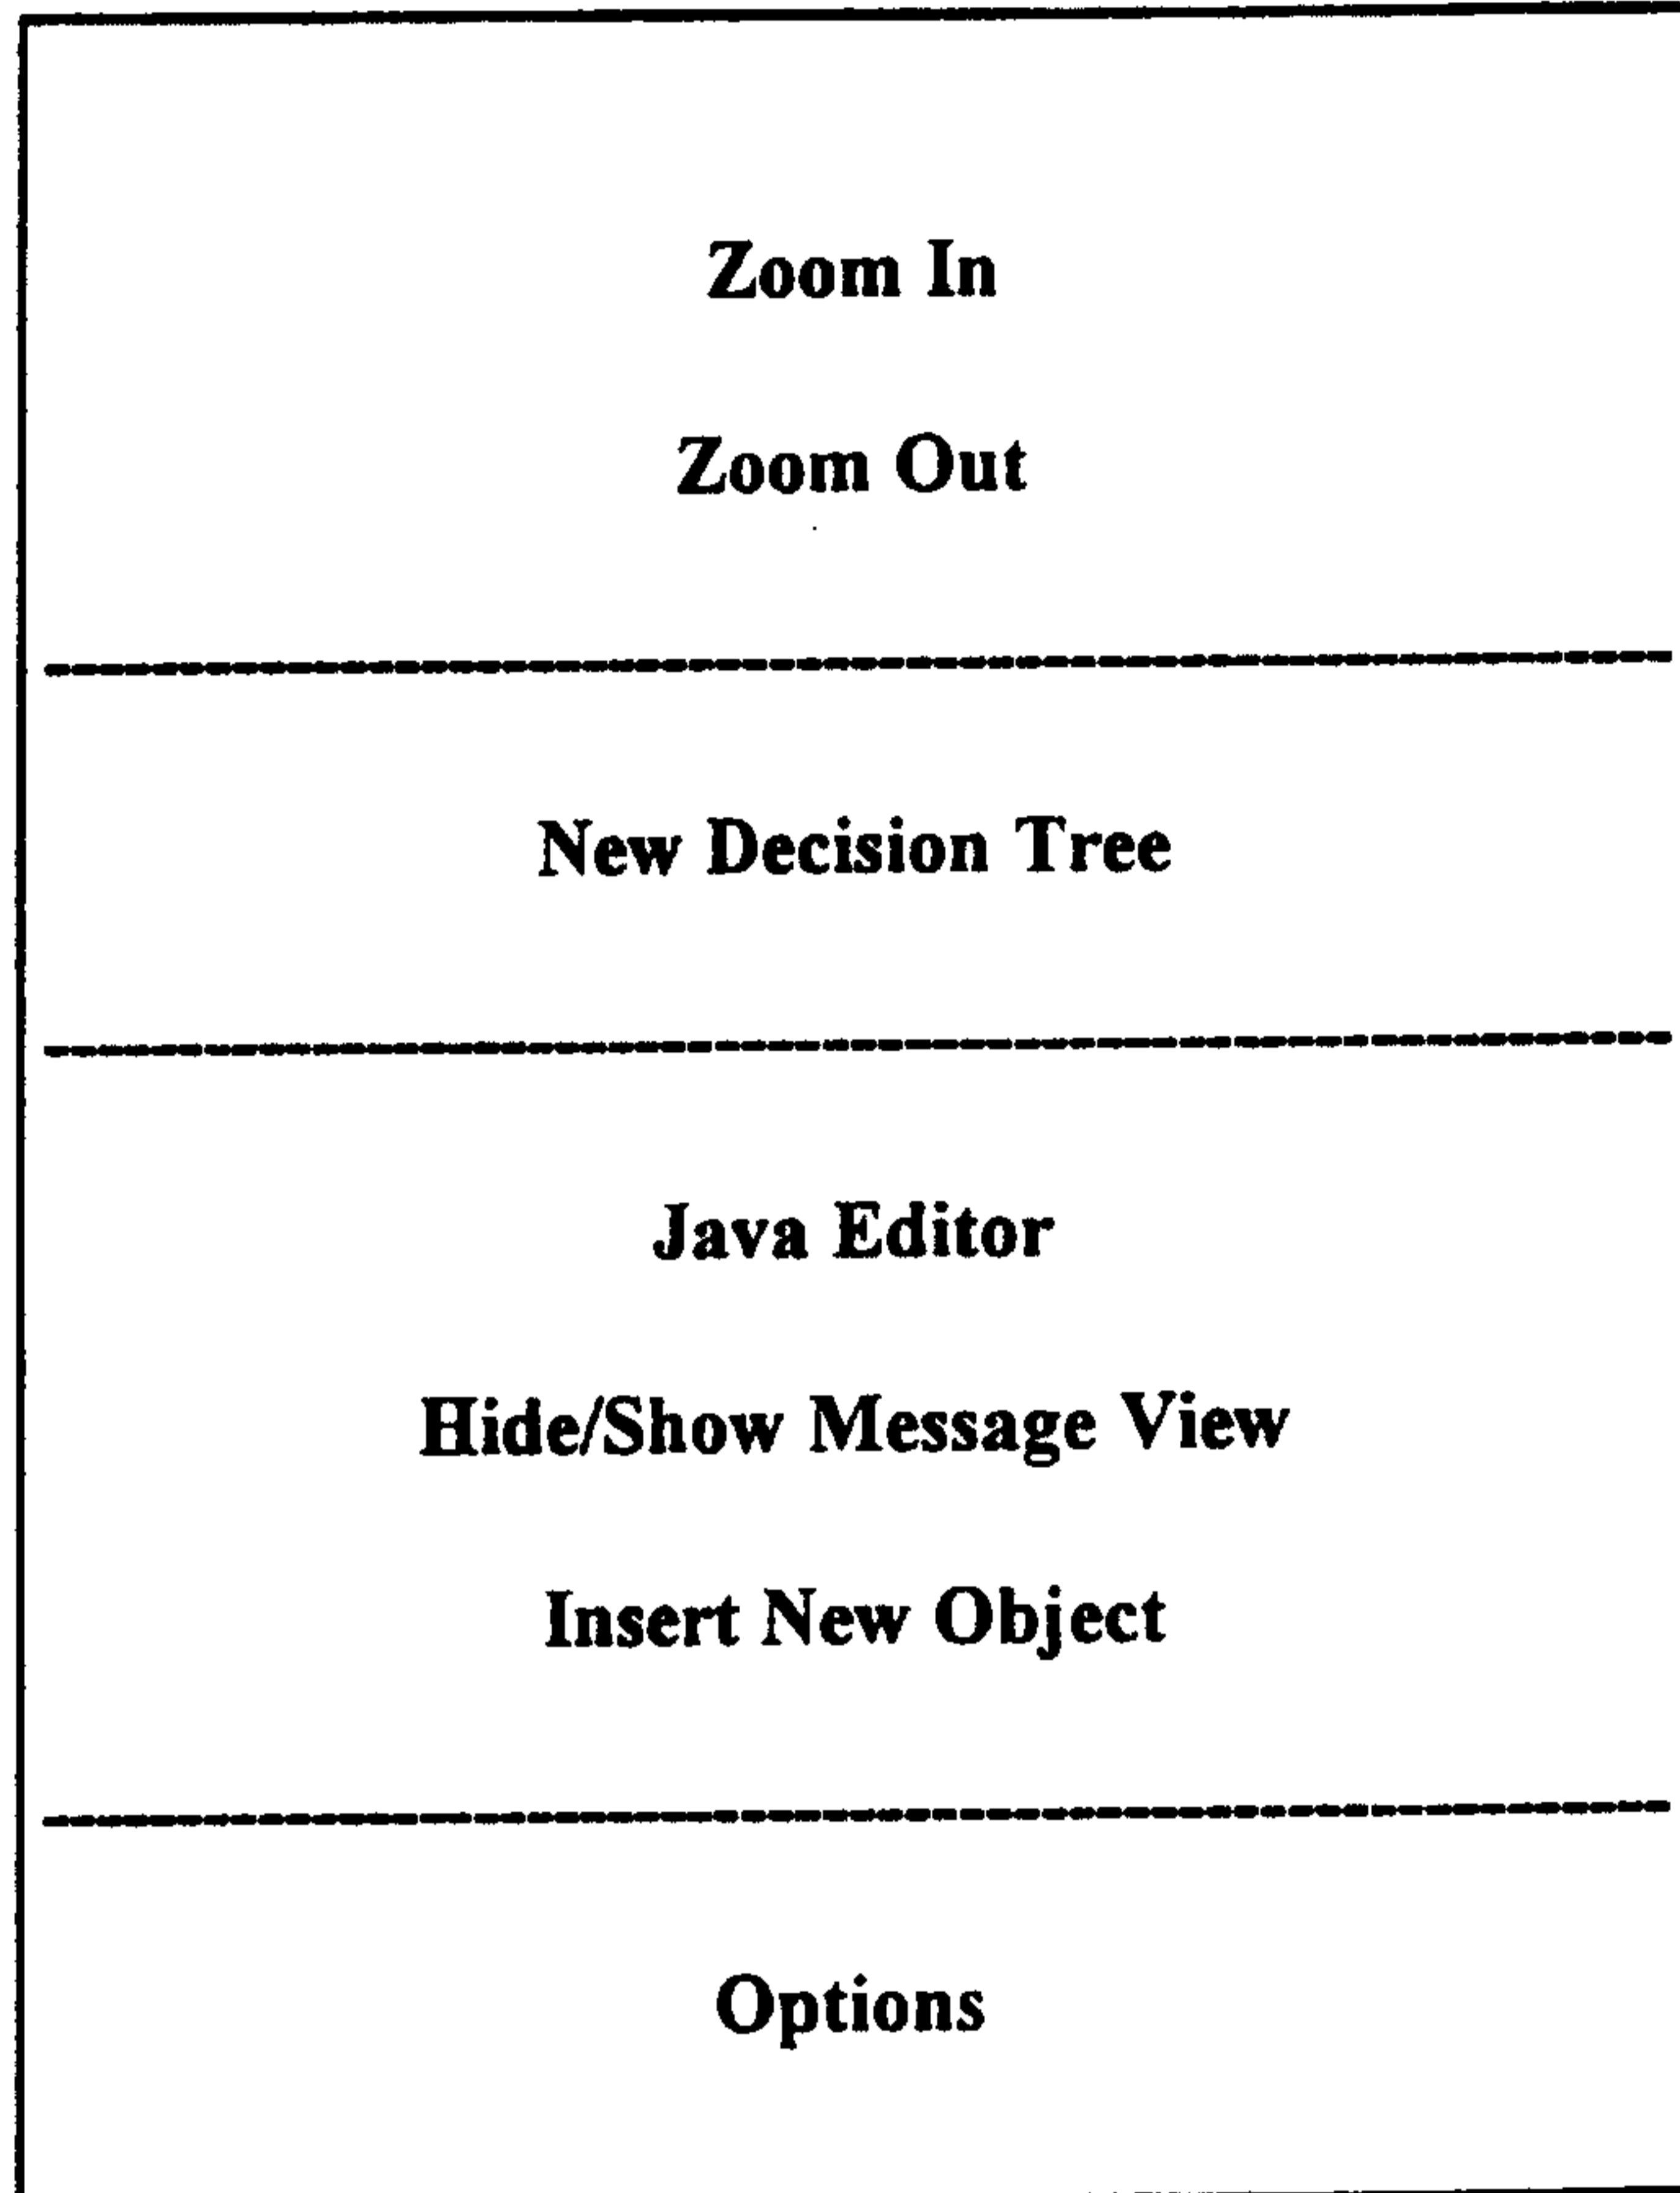 Zoom In
Zoom Out
New Decision Tree
Java Editor
Hide/Show Message View
Insert New Object
Options